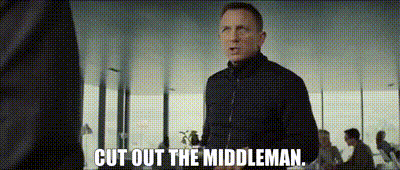 CUT OUT THE MIDDLEMAN.